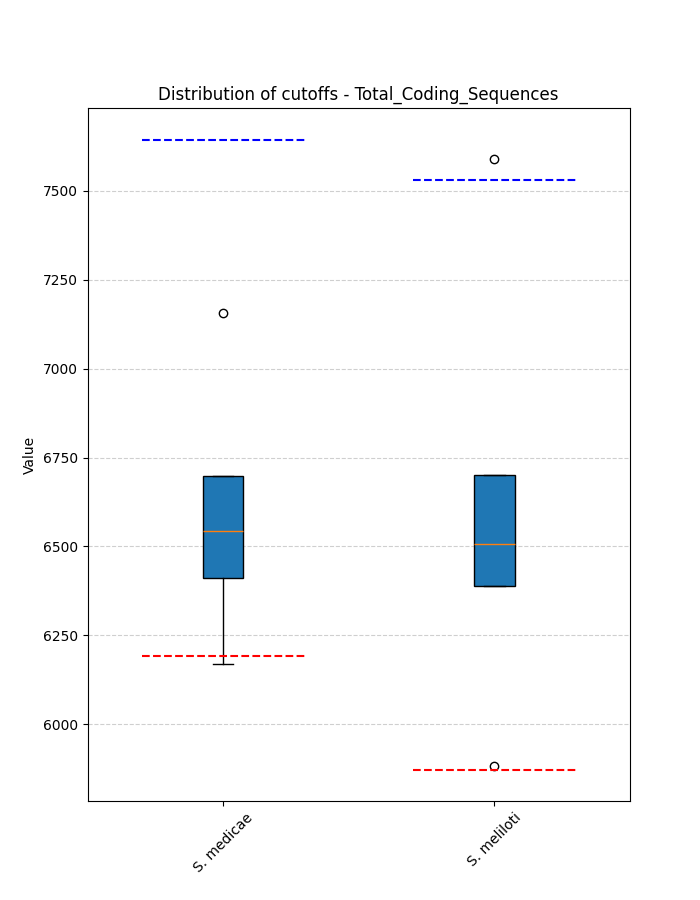 Distribution of cutoffs - Total_Coding_Sequences
7500
7250
7000
6750
6500
6250
6000
Value
S. medicae
S. meliloti